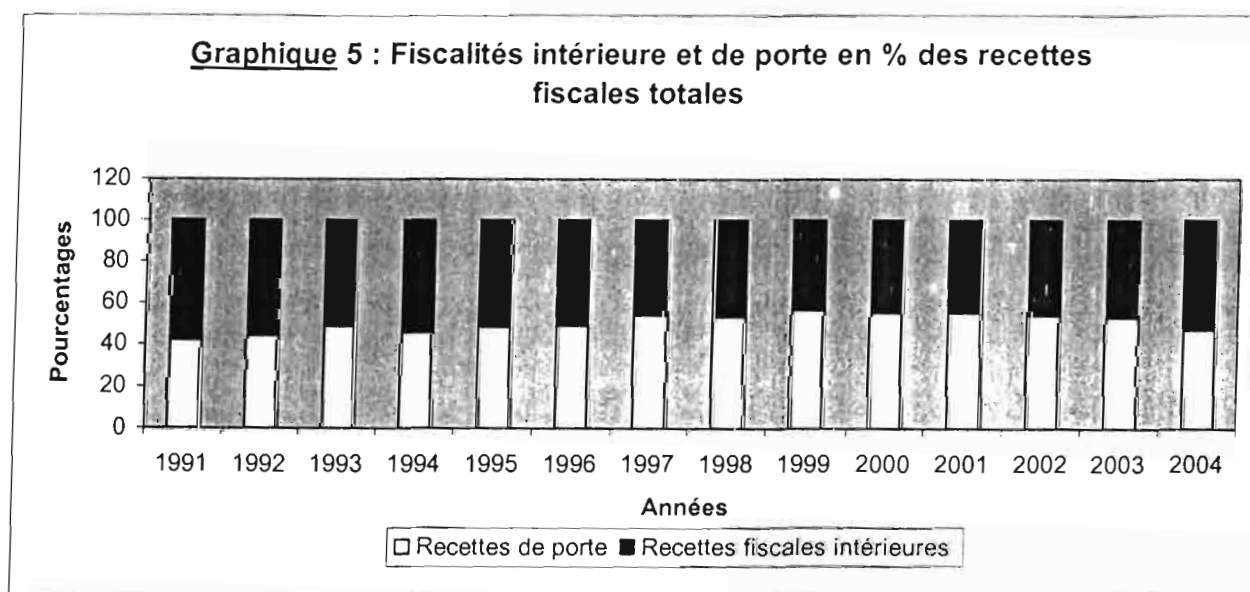 Graphique 5 : Fiscalités intérieure et de porte en % des recettes
fiscales totales
120
100
80
60
40
20
0
Pourcentages
1991 1992 1993 1994 1995 1996 1997 1998 1999 2000 2001 2002 2003 2004
Années
Recettes de porte Recettes fiscales intérieures